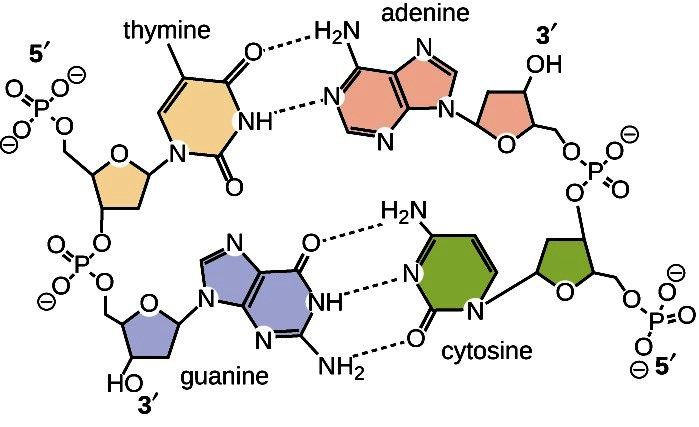 thymine
adenine
5′
3′
O
H₂N
N
OH
O
P
O
⊖
O
⊖
O
NH
N
N
N
O
N
O
O
O
P
O
⊖
O
O
O
P
O
⊖
O
H₂N
N
O
N
NH
N
N
O
O
O
P
O
⊖
O
⊖
5′
N
NH₂
O
HO
3′
guanine
cytosine